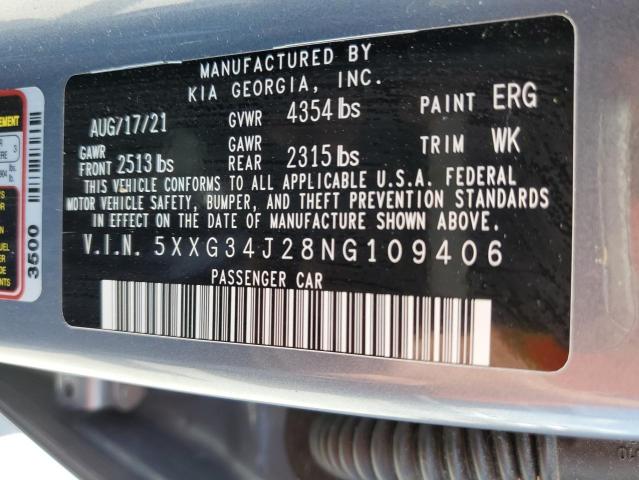 MANUFACTURED BY
KIA GEORGIA, INC.
AUG/17/21 GVWR 4354 lbs PAINT ERG
GAWR FRONT 2513 lbs GAWR REAR 2315 lbs TRIM WK
THIS VEHICLE CONFORMS TO ALL APPLICABLE U.S.A. FEDERAL
MOTOR VEHICLE SAFETY, BUMPER, AND THEFT PREVENTION STANDARDS
IN EFFECT ON THE DATE OF MANUFACTURE SHOWN ABOVE.
V.I.N. 5XXG34J28NG109406
PASSENGER CAR
3500